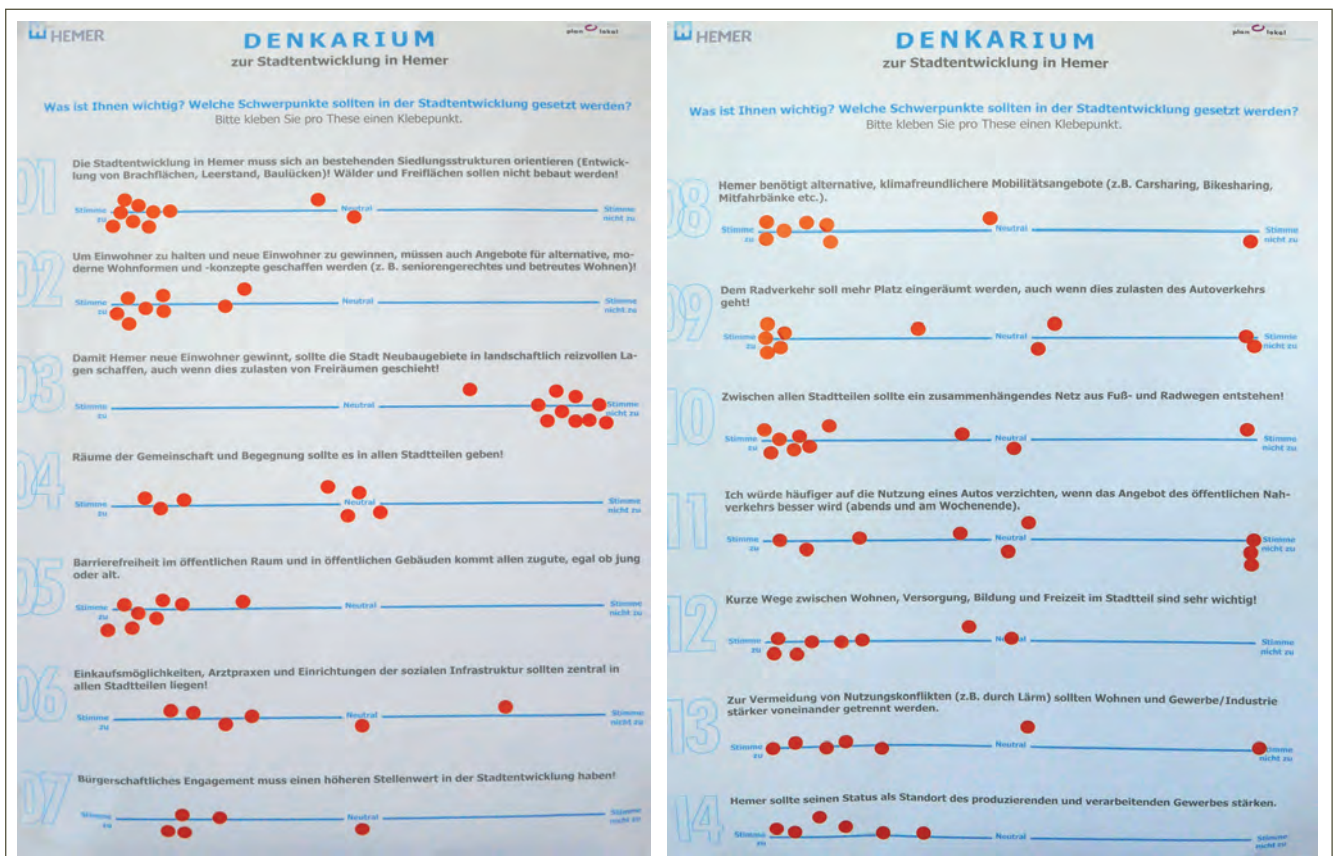 HEMER
plan lokal
DENKARIUM
zur Stadtentwicklung in Hemer
Was ist Ihnen wichtig? Welche Schwerpunkte sollten in der Stadtentwicklung gesetzt werden?
Bitte kleben Sie pro These einen Klebepunkt.
01
Die Stadtentwicklung in Hemer muss sich an bestehenden Siedlungsstrukturen orientieren (Entwick-
lung von Brachflächen, Leerstand, Baulücken)! Wälder und Freiflächen sollen nicht bebaut werden!
Stimme Neutral Stimme
zu nicht zu
02
Um Einwohner zu halten und neue Einwohner zu gewinnen, müssen auch Angebote für alternative, mo-
derne Wohnformen und -konzepte geschaffen werden (z. B. seniorengerechtes und betreutes Wohnen)!
Stimme Neutral Stimme
zu nicht zu
03
Damit Hemer neue Einwohner gewinnt, sollte die Stadt Neubaugebiete in landschaftlich reizvollen La-
gen schaffen, auch wenn dies zulasten von Freiräumen geschieht!
Stimme Neutral Stimme
zu nicht zu
04
Räume der Gemeinschaft und Begegnung sollte es in allen Stadtteilen geben!
Stimme Neutral Stimme
zu nicht zu
05
Barrierefreiheit im öffentlichen Raum und in öffentlichen Gebäuden kommt allen zugute, egal ob jung
oder alt.
Stimme Neutral Stimme
zu nicht zu
06
Einkaufsmöglichkeiten, Arztpraxen und Einrichtungen der sozialen Infrastruktur sollten zentral in
allen Stadtteilen liegen!
Stimme Neutral Stimme
zu nicht zu
07
Bürgerschaftliches Engagement muss einen höheren Stellenwert in der Stadtentwicklung haben!
Stimme Neutral Stimme
zu nicht zu
HEMER
plan lokal
DENKARIUM
zur Stadtentwicklung in Hemer
Was ist Ihnen wichtig? Welche Schwerpunkte sollten in der Stadtentwicklung gesetzt werden?
Bitte kleben Sie pro These einen Klebepunkt.
08
Hemer benötigt alternative, klimafreundlichere Mobilitätsangebote (z.B. Carsharing, Bikesharing,
Mitfahrbänke etc.).
Stimme Neutral Stimme
zu nicht zu
09
Dem Radverkehr soll mehr Platz eingeräumt werden, auch wenn dies zulasten des Autoverkehrs
geht!
Stimme Neutral Stimme
zu nicht zu
10
Zwischen allen Stadtteilen sollte ein zusammenhängendes Netz aus Fuß- und Radwegen entstehen!
Stimme Neutral Stimme
zu nicht zu
11
Ich würde häufiger auf die Nutzung eines Autos verzichten, wenn das Angebot des öffentlichen Nah-
verkehrs besser wird (abends und am Wochenende).
Stimme Neutral Stimme
zu nicht zu
12
Kurze Wege zwischen Wohnen, Versorgung, Bildung und Freizeit im Stadtteil sind sehr wichtig!
Stimme Neutral Stimme
zu nicht zu
13
Zur Vermeidung von Nutzungskonflikten (z.B. durch Lärm) sollten Wohnen und Gewerbe/Industrie
stärker voneinander getrennt werden.
Stimme Neutral Stimme
zu nicht zu
14
Hemer sollte seinen Status als Standort des produzierenden und verarbeitenden Gewerbes stärken.
Stimme Neutral Stimme
zu nicht zu